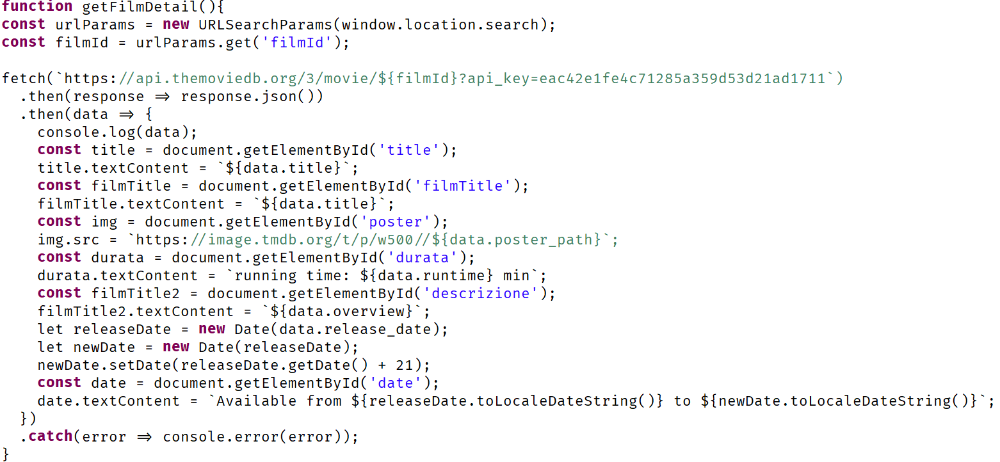 function getFilmDetail(){
const urlParams = new URLSearchParams(window.location.search);
const filmId = urlParams.get('filmId');

fetch(`https://api.themoviedb.org/3/movie/${filmId}?api_key=eac42e1fe4c71285a359d53d21ad1711`)
  .then(response => response.json())
  .then(data => {
    console.log(data);
    const title = document.getElementById('title');
    title.textContent = `${data.title}`;
    const filmTitle = document.getElementById('filmTitle');
    filmTitle.textContent = `${data.title}`;
    const img = document.getElementById('poster');
    img.src = `https://image.tmdb.org/t/p/w500//${data.poster_path}`;
    const durata = document.getElementById('durata');
    durata.textContent = `running time: ${data.runtime} min`;
    const filmTitle2 = document.getElementById('descrizione');
    filmTitle2.textContent = `${data.overview}`;
    let releaseDate = new Date(data.release_date);
    let newDate = new Date(releaseDate);
    newDate.setDate(releaseDate.getDate() + 21);
    const date = document.getElementById('date');
    date.textContent = `Available from ${releaseDate.toLocaleDateString()} to ${newDate.toLocaleDateString()}`;
  })
  .catch(error => console.error(error));
}